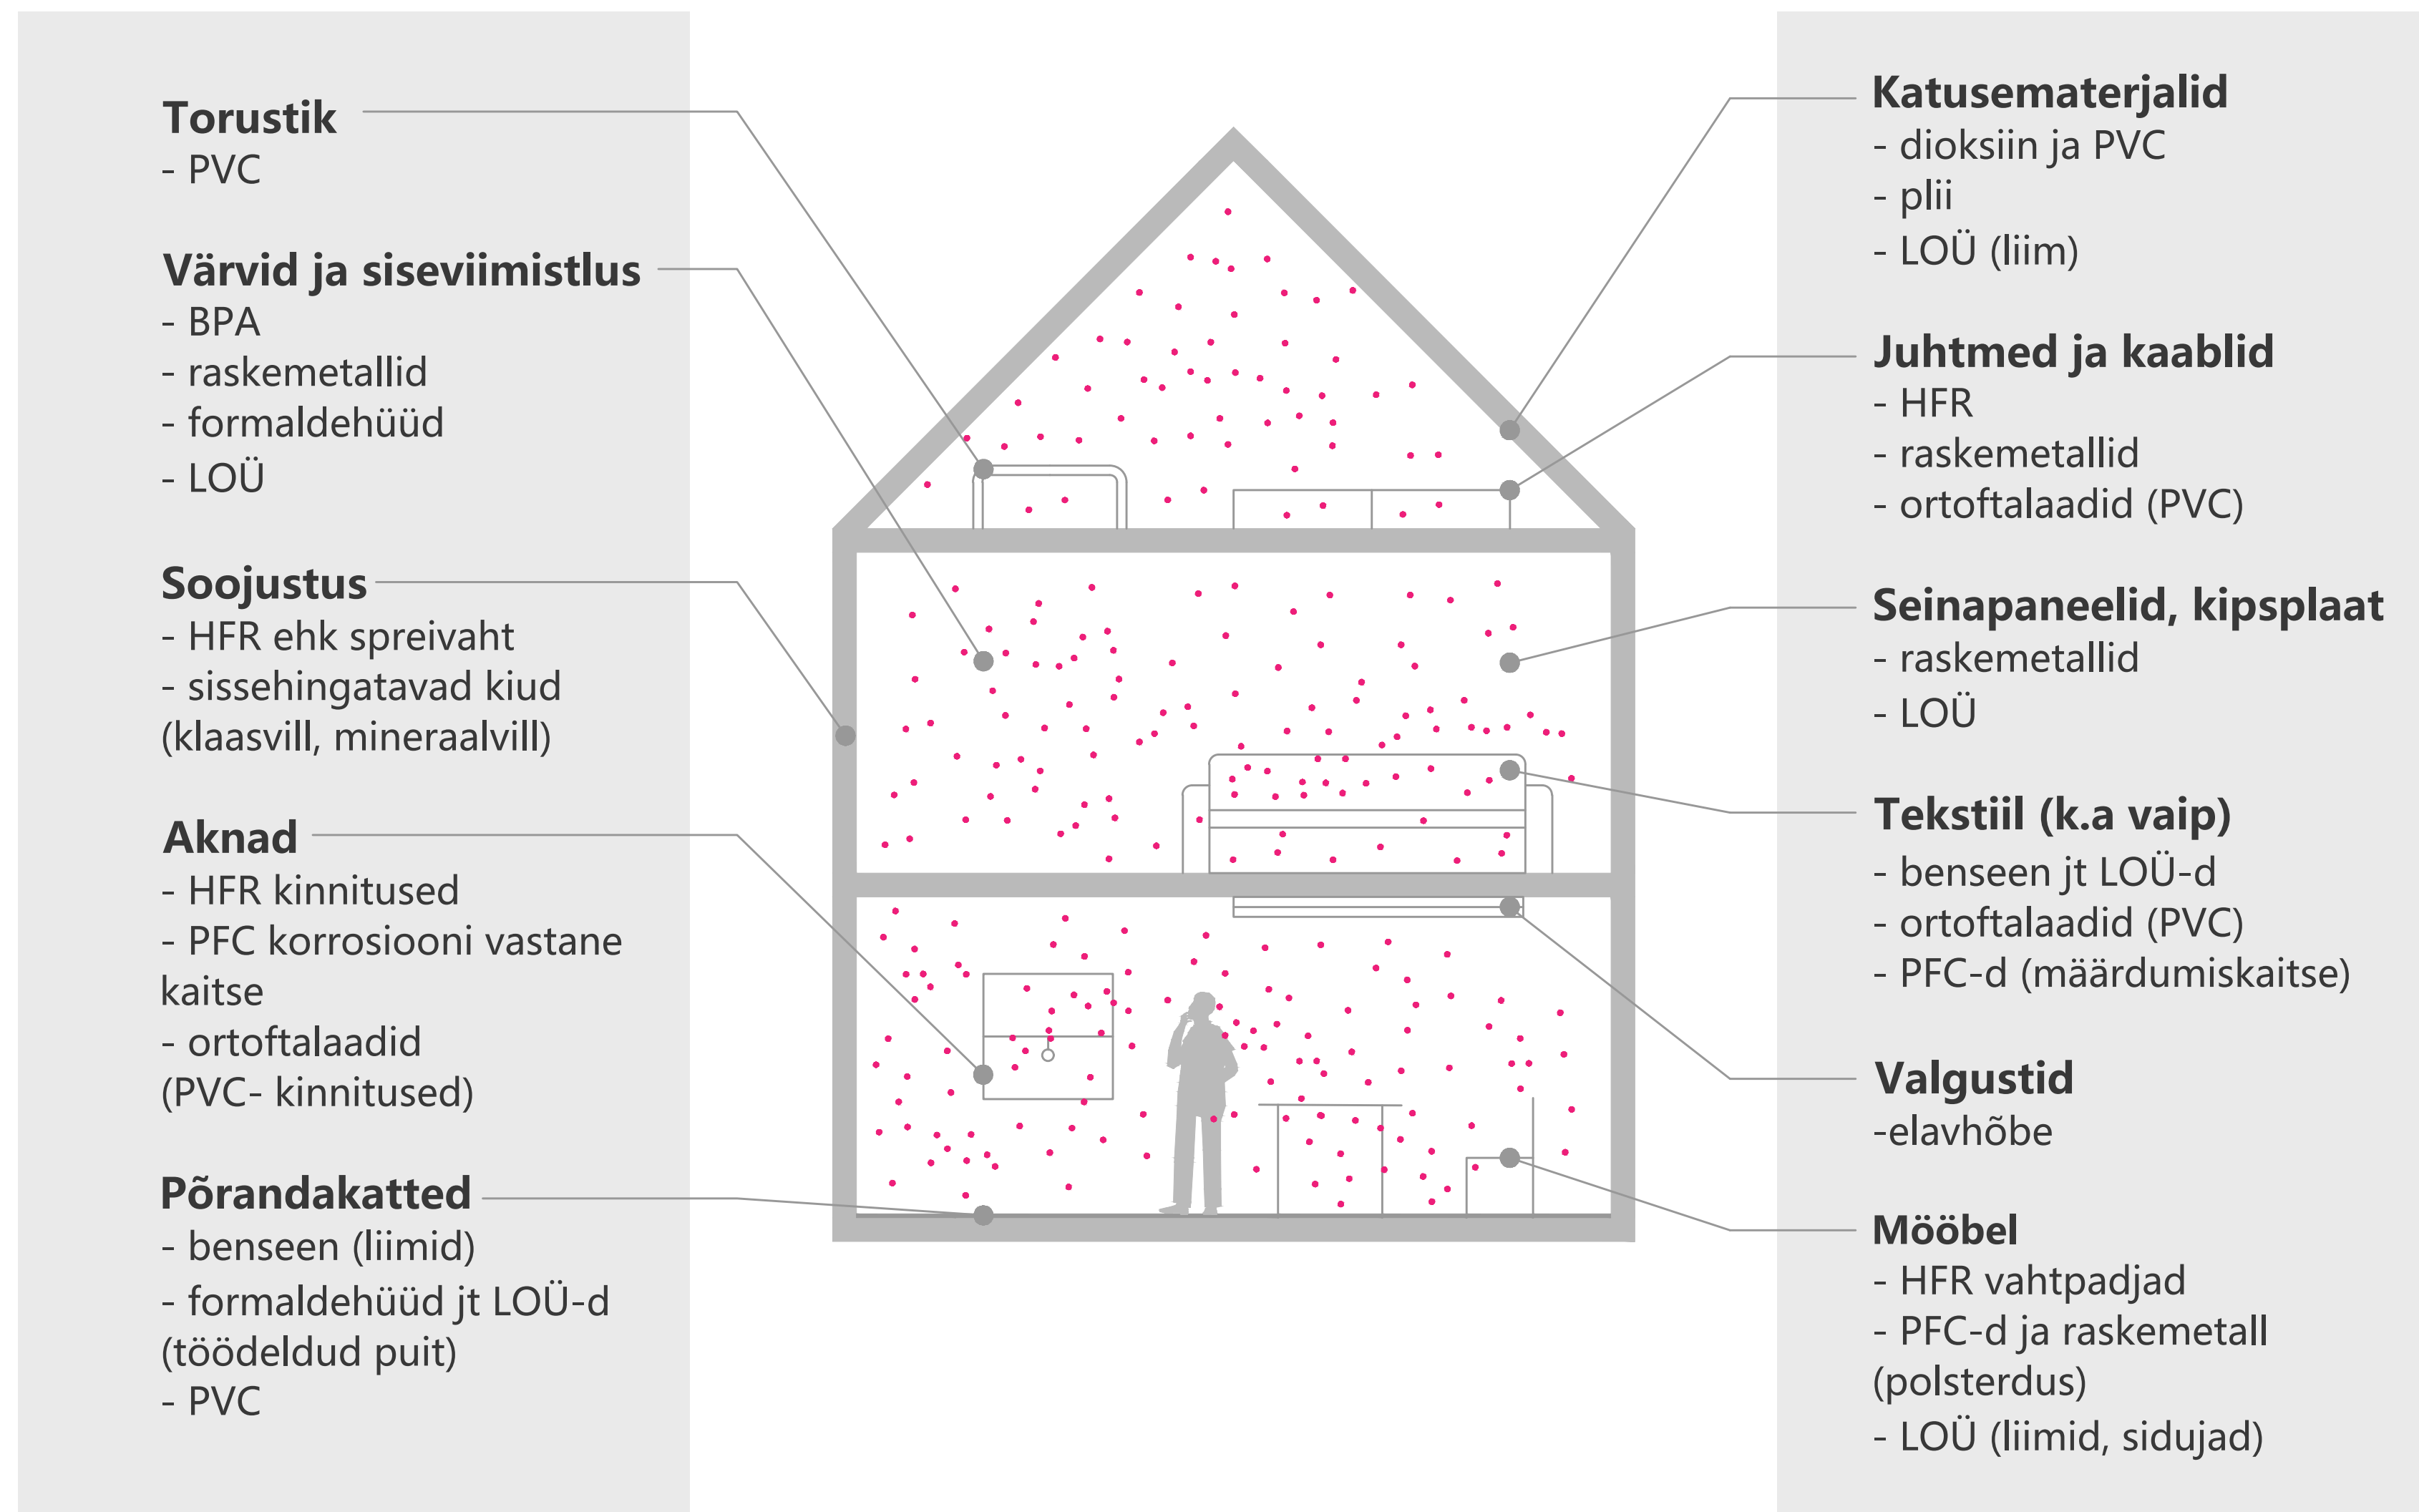 Torustik
- PVC
Värvid ja siseviimistlus
- BPA
- raskemetallid
- formaldehüüd
- LOÜ
Soojustus
- HFR ehk spreivaht
- sissehingatavad kiud
(klaasvill, mineraalvill)
Aknad
- HFR kinnitused
- PFC korrosiooni vastane
kaitse
- ortoftalaadid
(PVC- kinnitused)
Põrandakatted
- benseen (liimid)
- formaldehüüd jt LOÜ-d
(töödeldud puit)
- PVC
Katusematerjalid
- dioksiin ja PVC
- plii
- LOÜ (liim)
Juhtmed ja kaablid
- HFR
- raskemetallid
- ortoftalaadid (PVC)
Seinapaneelid, kipsplaat
- raskemetallid
- LOÜ
Tekstiil (k.a vaip)
- benseen jt LOÜ-d
- ortoftalaadid (PVC)
- PFC-d (määrdumiskaitse)
Valgustid
-elavhõbe
Mööbel
- HFR vahtpadjad
- PFC-d ja raskemetall
(polsterdus)
- LOÜ (liimid, sidujad)